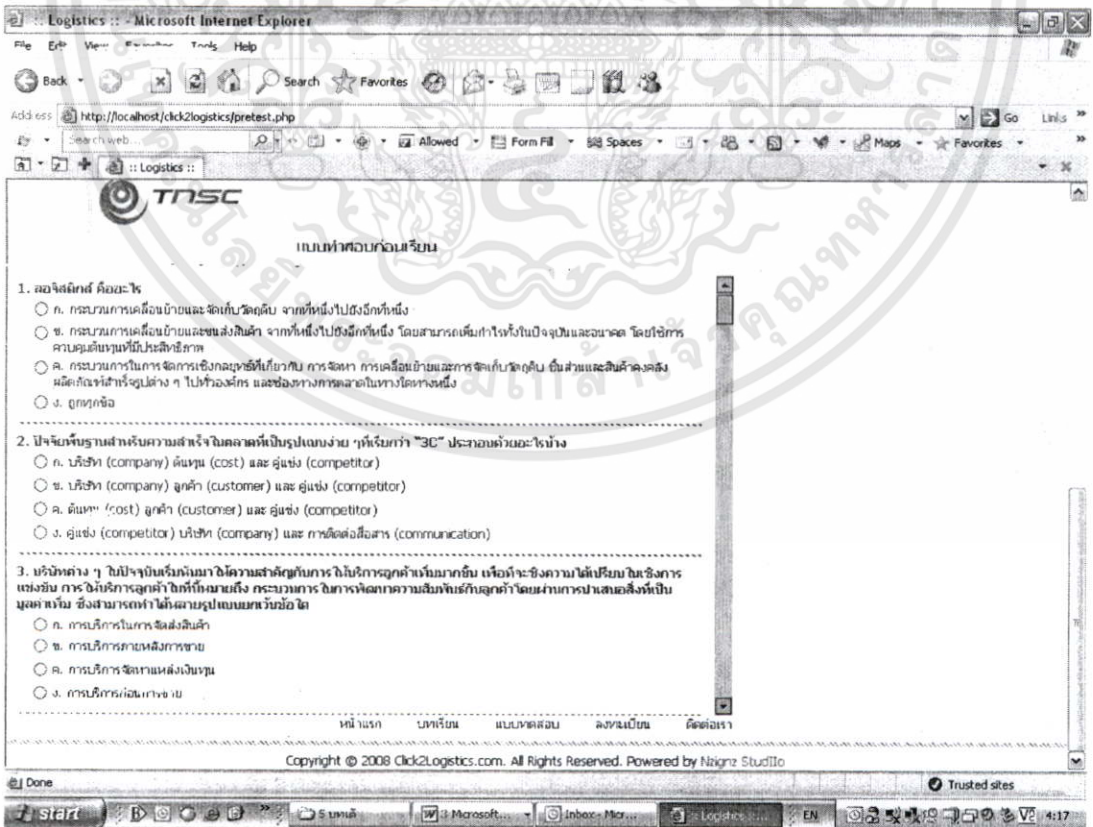 :: Logistics :: - Microsoft Internet Explorer
File Edit View Tools Help
Back Search Favorites
Address http://localhost/click2logistics/pretest.php Go Links »
Search web... Allowed Form Fill Spaces Maps Favorites »
:: Logistics ::
TNSC
แบบทดสอบก่อนเรียน
1. ลอจิสติกส์ คืออะไร
ก. กระบวนการเคลื่อนย้ายและจัดเก็บวัตถุดิบ จากที่หนึ่งไปยังอีกที่หนึ่ง
ข. กระบวนการเคลื่อนย้ายและขนส่งสินค้า จากที่หนึ่งไปยังอีกที่หนึ่ง โดยสามารถเพิ่มกำไรทั้งในปัจจุบันและอนาคต โดยใช้การ
ควบคุมต้นทุนที่มีประสิทธิภาพ
ค. กระบวนการในการจัดการเชิงกลยุทธ์ที่เกี่ยวกับ การจัดหา การเคลื่อนย้ายและการจัดเก็บวัตถุดิบ ชิ้นส่วนและสินค้าคงคลัง
ผลิตภัณฑ์สำเร็จรูปต่าง ๆ ไปทั่วองค์กร และช่องทางการตลาดในทางใดทางหนึ่ง
ง. ถูกทุกข้อ
2. ปัจจัยพื้นฐานสำหรับความสำเร็จในตลาดที่เป็นรูปแบบง่าย ๆที่เรียกว่า "3C" ประกอบด้วยอะไรบ้าง
ก. บริษัท (company) ต้นทุน (cost) และ คู่แข่ง (competitor)
ข. บริษัท (company) ลูกค้า (customer) และ คู่แข่ง (competitor)
ค. ต้นทุน (cost) ลูกค้า (customer) และ คู่แข่ง (competitor)
ง. คู่แข่ง (competitor) บริษัท (company) และ การติดต่อสื่อสาร (communication)
3. บริษัทต่าง ๆ ในปัจจุบันเริ่มหันมาให้ความสำคัญกับการให้บริการลูกค้าเพิ่มมากขึ้น เพื่อที่จะชิงความได้เปรียบในเชิงการ
แข่งขัน การให้บริการลูกค้าในที่นี้หมายถึง กระบวนการในการพัฒนาความสัมพันธ์กับลูกค้าโดยผ่านการนำเสนอสิ่งที่เป็น
มูลค่าเพิ่ม ซึ่งสามารถทำได้หลายรูปแบบยกเว้นข้อใด
ก. การบริการในการจัดส่งสินค้า
ข. การบริการภายหลังการขาย
ค. การบริการจัดหาแหล่งเงินทุน
ง. การบริการก่อนการขาย
หน้าแรก บทเรียน แบบทดสอบ ลงทะเบียน ติดต่อเรา
Copyright © 2008 Click2Logistics.com. All Rights Reserved. Powered by Nzignz StudIIo
Done Trusted sites
start 5 บทที่ 3 Microsoft... Inbox - Micr... :: Logistics :: ... EN 4:17